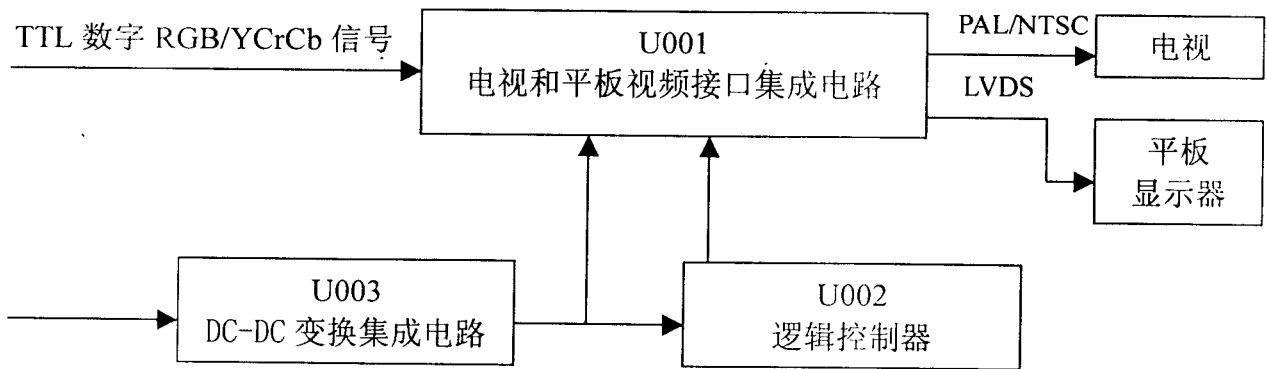 TTL 数字 RGB/YCrCb 信号
U001
电视和平板视频接口集成电路
PAL/NTSC
电视
LVDS
平板
显示器
U003
DC-DC 变换集成电路
U002
逻辑控制器